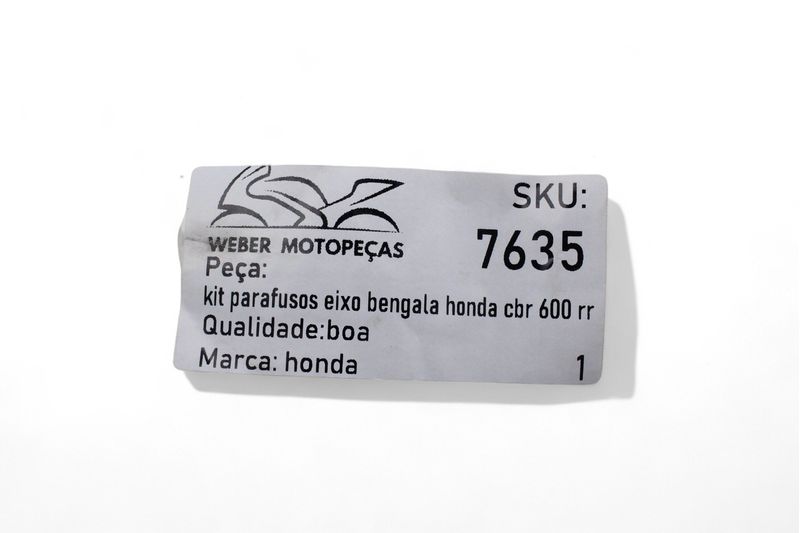 SKU:
7635
WEBER MOTOPEÇAS
Peça:
kit parafusos eixo bengala honda cbr 600 rr
Qualidade:boa
Marca: honda
1